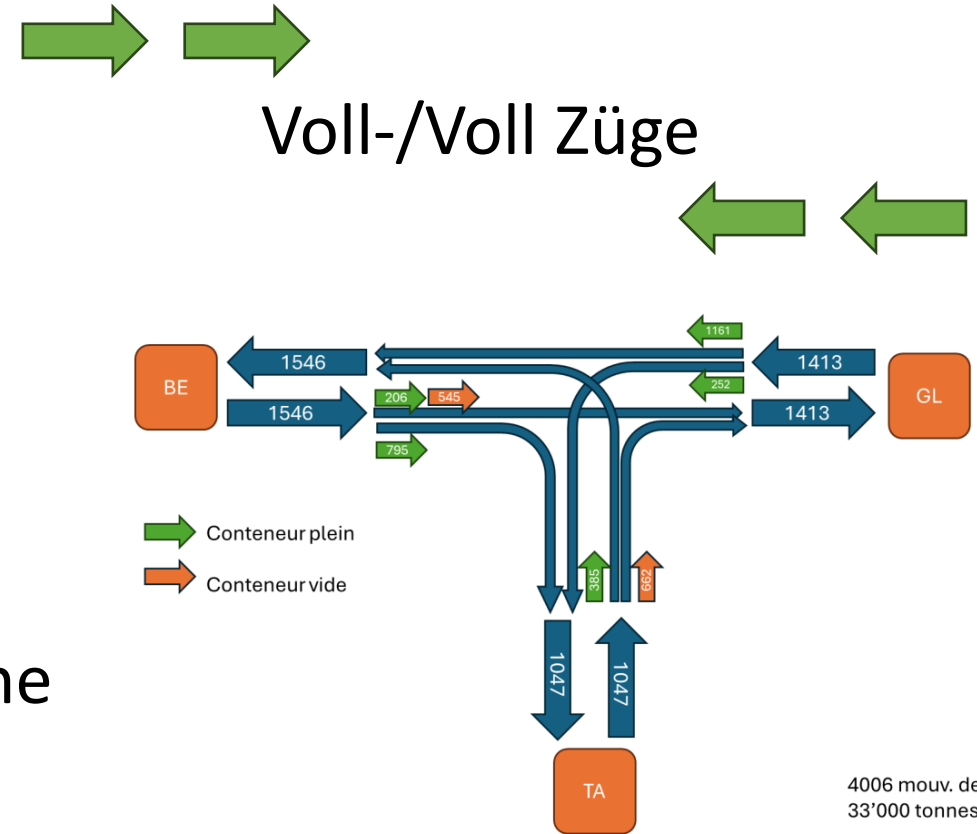 Voll-/Voll Züge
1161
1546
1413
BE
GL
206
545
252
1546
1413
795
Conteneur plein
Conteneur vide
385
662
ne
1047
1047
TA
4006 mouv. de
33’000 tonnes